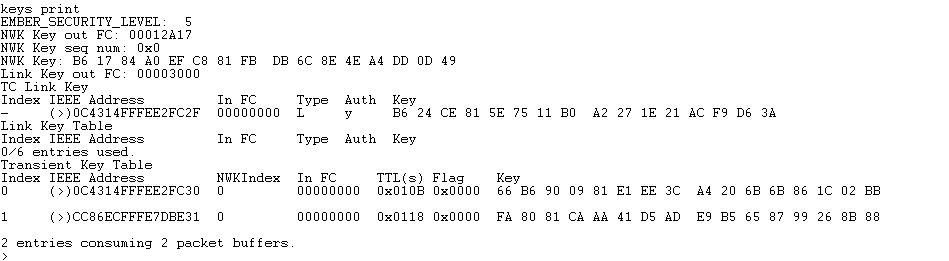 keys print
EMBER_SECURITY_LEVEL: 5
NWK Key out FC: 00012A17
NWK Key seq num: 0x0
NWK Key: B6 17 84 A0 EF C8 81 FB DB 6C 8E 4E A4 DD 0D 49
Link Key out FC: 00003000
TC Link Key
Index IEEE Address In FC Type Auth Key
- (>)0C4314FFFEE2FC2F 00000000 L y B6 24 CE 81 5E 75 11 B0 A2 27 1E 21 AC F9 D6 3A
Link Key Table
Index IEEE Address In FC Type Auth Key
0/6 entries used.
Transient Key Table
Index IEEE Address NWKIndex In FC TTL(s) Flag Key
0 (>)0C4314FFFEE2FC30 0 00000000 0x010B 0x0000 66 B6 90 09 81 E1 EE 3C A4 20 6B 6B 86 1C 02 BB
1 (>)CC86ECFFFE7DBE31 0 00000000 0x0118 0x0000 FA 80 81 CA AA 41 D5 AD E9 B5 65 87 99 26 8B 88
2 entries consuming 2 packet buffers.
>